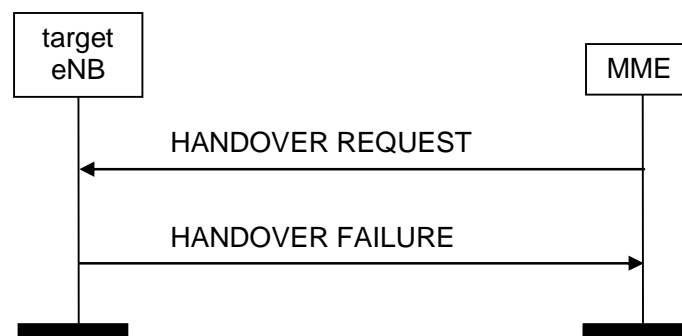 target
eNB
MME
HANDOVER REQUEST
HANDOVER FAILURE